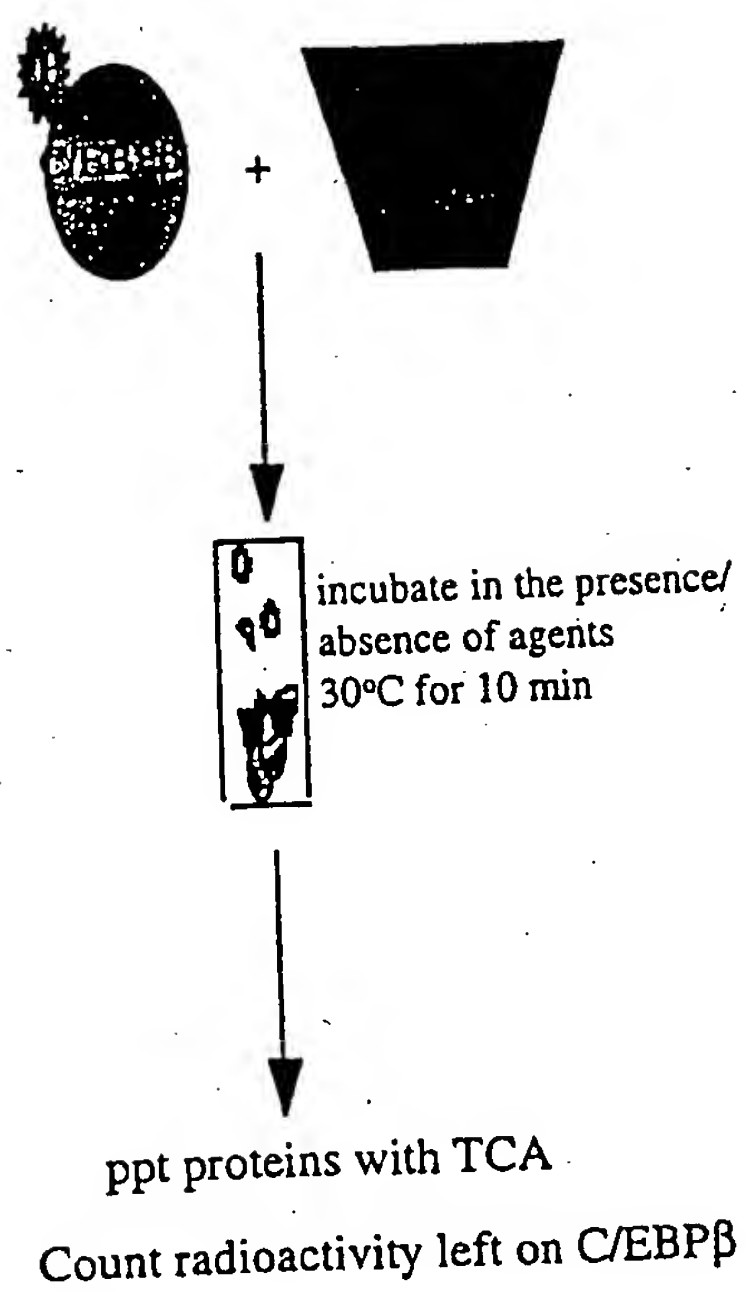 +
incubate in the presence/
absence of agents
30°C for 10 min
ppt proteins with TCA
Count radioactivity left on C/EBPβ